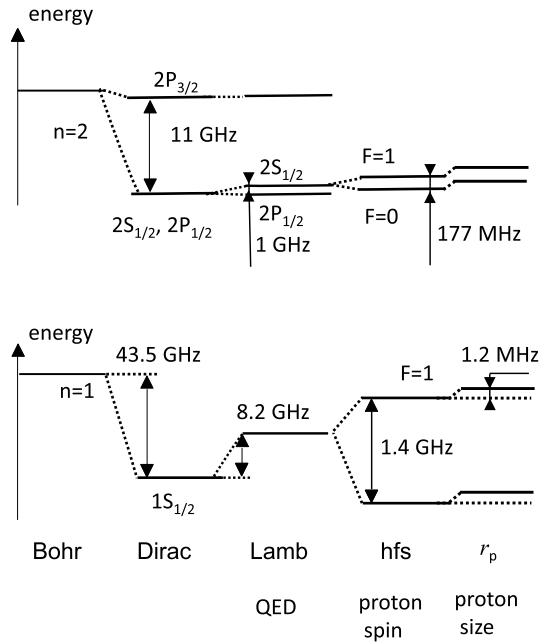 energy
2P3/2
n=2
11 GHz
2S1/2
F=1
2S1/2, 2P1/2
2P1/2
F=0
1 GHz
177 MHz
energy
43.5 GHz
1.2 MHz
n=1
F=1
8.2 GHz
1.4 GHz
1S1/2
Bohr Dirac Lamb hfs rp
QED proton spin proton size